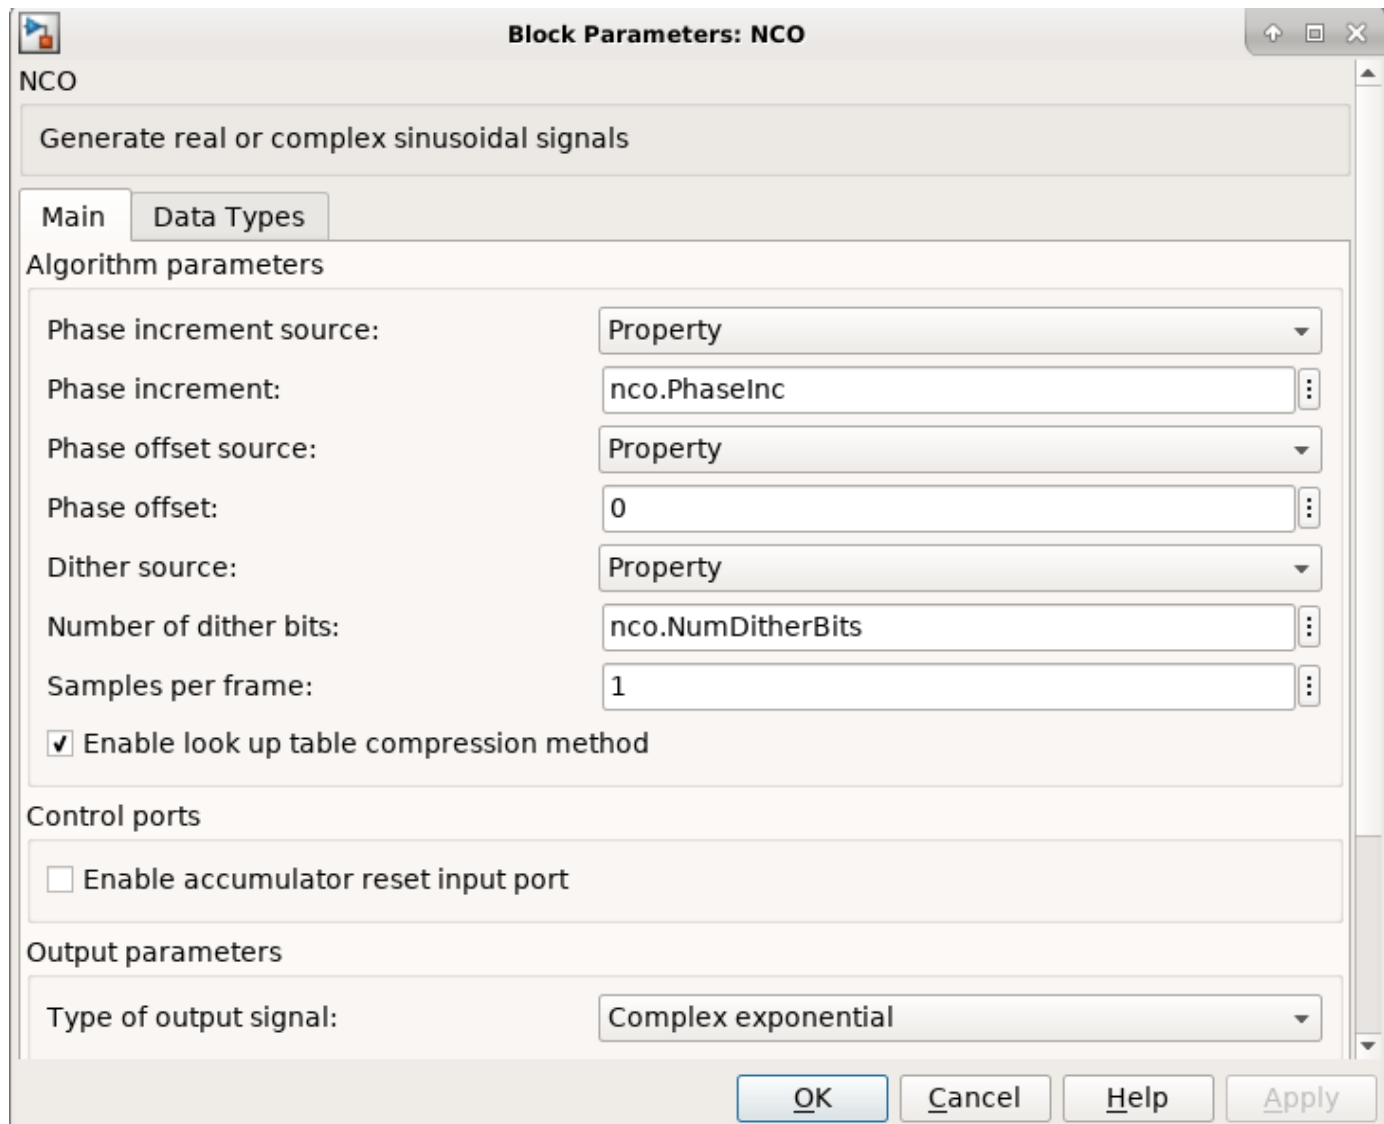 Block Parameters: NCO
NCO
Generate real or complex sinusoidal signals
Main Data Types
Algorithm parameters
Phase increment source: Property
Phase increment: nco.PhaseInc
Phase offset source: Property
Phase offset: 0
Dither source: Property
Number of dither bits: nco.NumDitherBits
Samples per frame: 1
Enable look up table compression method
Control ports
Enable accumulator reset input port
Output parameters
Type of output signal: Complex exponential
OK Cancel Help Apply